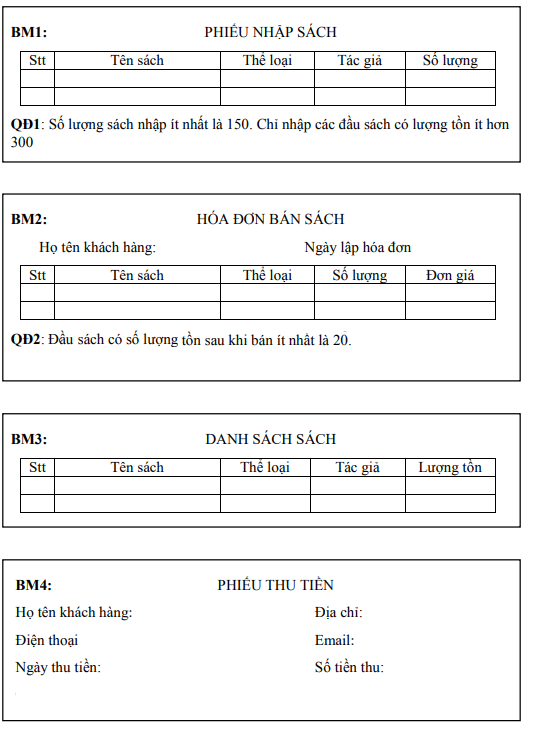 BM1: PHIẾU NHẬP SÁCH
Stt Tên sách Thể loại Tác giả Số lượng
QĐ1: Số lượng sách nhập ít nhất là 150. Chỉ nhập các đầu sách có lượng tồn ít hơn
300
BM2: HÓA ĐƠN BÁN SÁCH
Họ tên khách hàng: Ngày lập hóa đơn
Stt Tên sách Thể loại Số lượng Đơn giá
QĐ2: Đầu sách có số lượng tồn sau khi bán ít nhất là 20.
BM3: DANH SÁCH SÁCH
Stt Tên sách Thể loại Tác giả Lượng tồn
BM4: PHIẾU THU TIỀN
Họ tên khách hàng: Địa chỉ:
Điện thoại Email:
Ngày thu tiền: Số tiền thu: